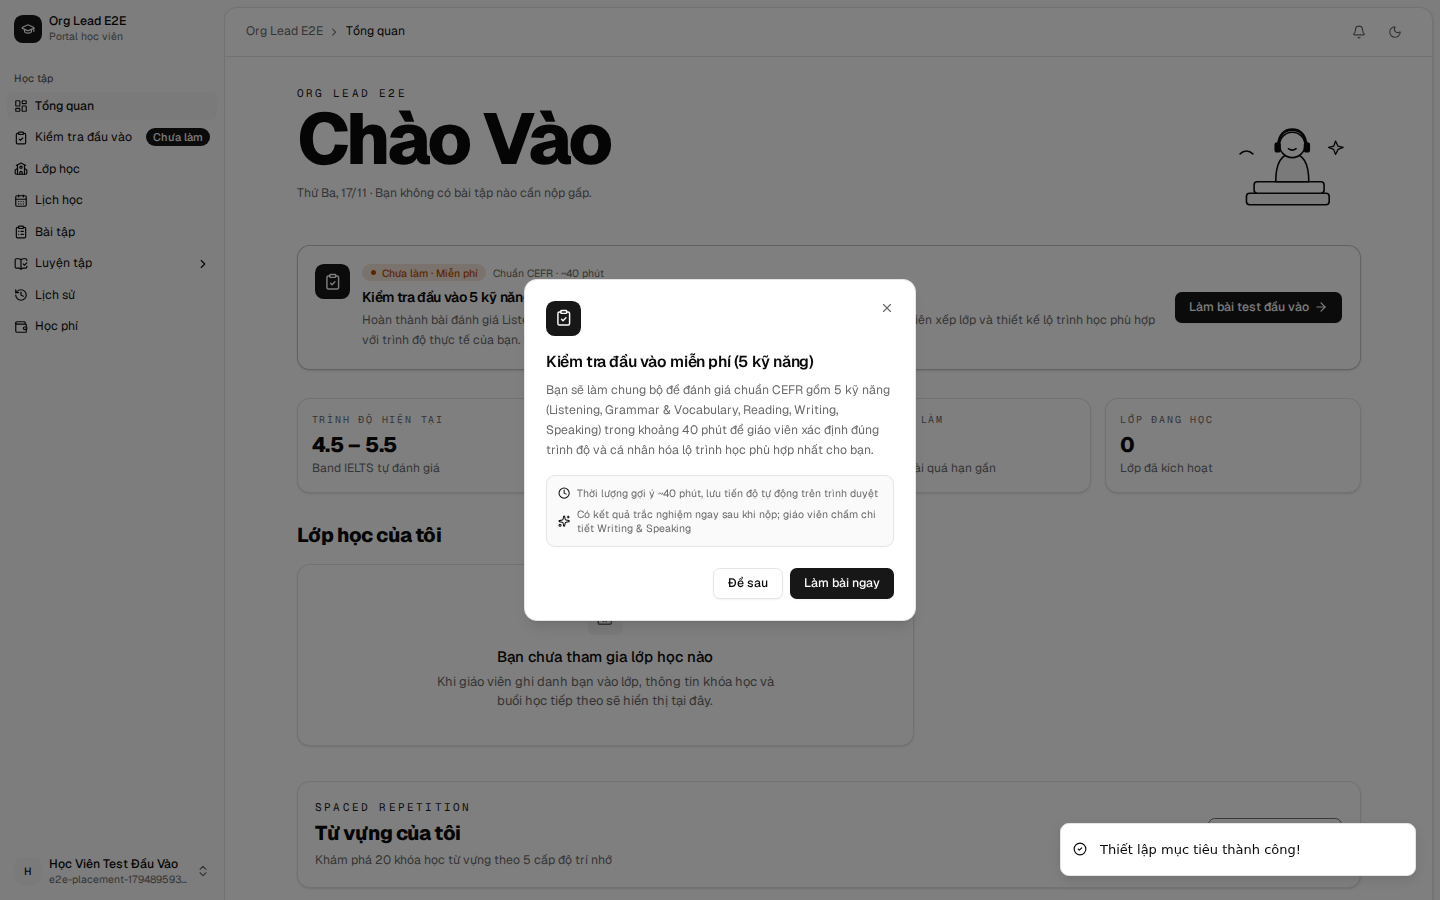 Org Lead E2E
Portal học viên
Học tập
Tổng quan
Kiểm tra đầu vào
Chưa làm
Lớp học
Lịch học
Bài tập
Luyện tập
Lịch sử
Học phí
H
Học Viên Test Đầu Vào
e2e-placement-179489593...
Org Lead E2E > Tổng quan
ORG LEAD E2E
Chào Vào
Thứ Ba, 17/11 · Bạn không có bài tập nào cần nộp gấp.
Chưa làm · Miễn phí
Chuẩn CEFR · ~40 phút
Kiểm tra đầu vào 5 kỹ năng
Hoàn thành bài đánh giá
viên xếp lớp và thiết kế lộ trình học phù hợp
với trình độ thực tế của bạn.
Làm bài test đầu vào →
TRÌNH ĐỘ HIỆN TẠI
4.5 – 5.5
Band IELTS tự đánh giá
LÀM
quá hạn gần
LỚP ĐANG HỌC
0
Lớp đã kích hoạt
Kiểm tra đầu vào miễn phí (5 kỹ năng)
Bạn sẽ làm chung bộ đề đánh giá chuẩn CEFR gồm 5 kỹ năng
(Listening, Grammar & Vocabulary, Reading, Writing,
Speaking) trong khoảng 40 phút để giáo viên xác định đúng
trình độ và cá nhân hóa lộ trình học phù hợp nhất cho bạn.
Thời lượng gợi ý ~40 phút, lưu tiến độ tự động trên trình duyệt
Có kết quả trắc nghiệm ngay sau khi nộp; giáo viên chấm chi
tiết Writing & Speaking
Để sau
Làm bài ngay
Lớp học của tôi
Bạn chưa tham gia lớp học nào
Khi giáo viên ghi danh bạn vào lớp, thông tin khóa học và
buổi học tiếp theo sẽ hiển thị tại đây.
SPACED REPETITION
Từ vựng của tôi
Khám phá 20 khóa học từ vựng theo 5 cấp độ trí nhớ
Thiết lập mục tiêu thành công!